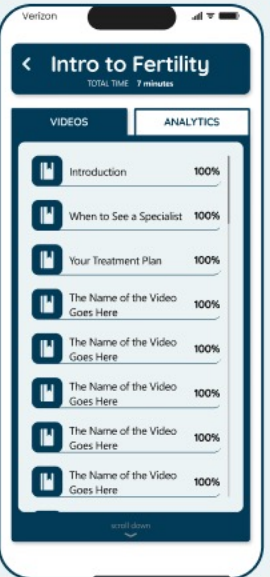 Verizon
Intro to Fertility
TOTAL TIME 7 minutes
VIDEOS ANALYTICS
Introduction 100%
When to See a Specialist 100%
Your Treatment Plan 100%
The Name of the Video
Goes Here 100%
The Name of the Video
Goes Here 100%
The Name of the Video
Goes Here 100%
The Name of the Video
Goes Here 100%
The Name of the Video
Goes Here 100%
scroll down